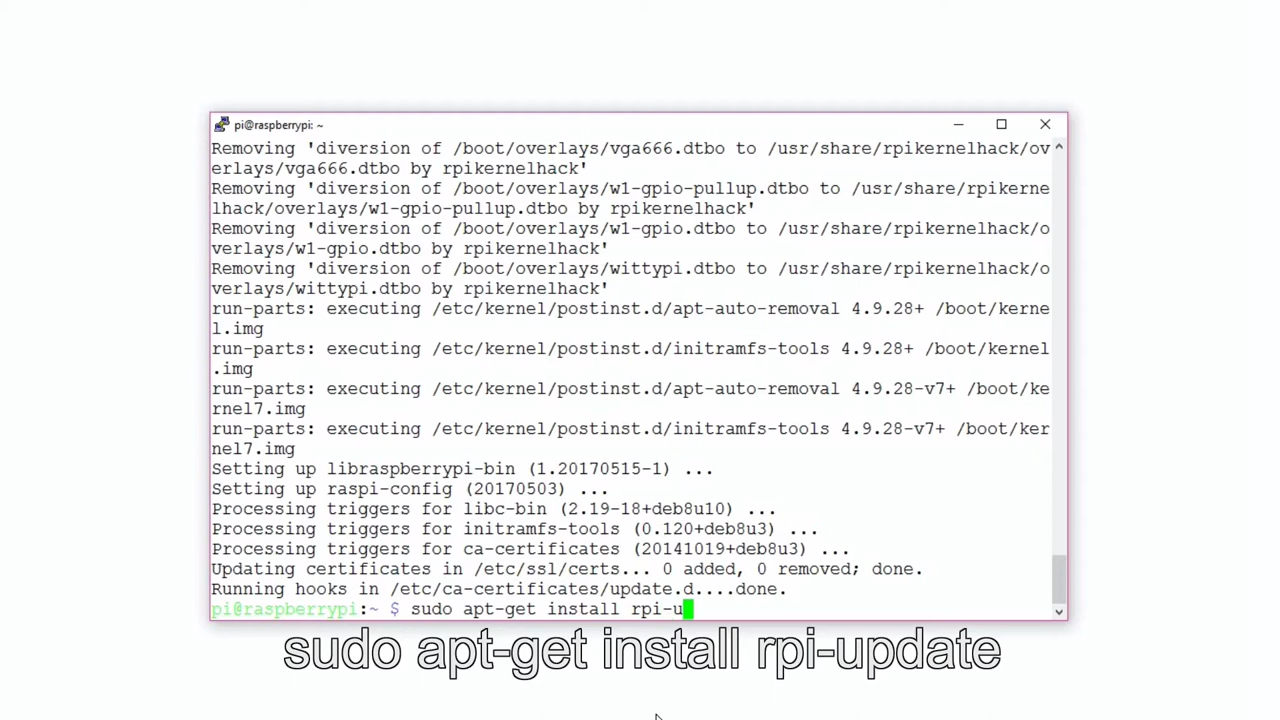 pi@raspberrypi: ~
Removing 'diversion of /boot/overlays/vga666.dtbo to /usr/share/rpikernelhack/ov
erlays/vga666.dtbo by rpikernelhack'
Removing 'diversion of /boot/overlays/w1-gpio-pullup.dtbo to /usr/share/rpikerne
lhack/overlays/w1-gpio-pullup.dtbo by rpikernelhack'
Removing 'diversion of /boot/overlays/w1-gpio.dtbo to /usr/share/rpikernelhack/o
verlays/w1-gpio.dtbo by rpikernelhack'
Removing 'diversion of /boot/overlays/wittypi.dtbo to /usr/share/rpikernelhack/o
verlays/wittypi.dtbo by rpikernelhack'
run-parts: executing /etc/kernel/postinst.d/apt-auto-removal 4.9.28+ /boot/kerne
l.img
run-parts: executing /etc/kernel/postinst.d/initramfs-tools 4.9.28+ /boot/kernel
.img
run-parts: executing /etc/kernel/postinst.d/apt-auto-removal 4.9.28-v7+ /boot/ke
rnel7.img
run-parts: executing /etc/kernel/postinst.d/initramfs-tools 4.9.28-v7+ /boot/ker
nel7.img
Setting up libraspberrypi-bin (1.20170515-1) ...
Setting up raspi-config (20170503) ...
Processing triggers for libc-bin (2.19-18+deb8u10) ...
Processing triggers for initramfs-tools (0.120+deb8u3) ...
Processing triggers for ca-certificates (20141019+deb8u3) ...
Updating certificates in /etc/ssl/certs... 0 added, 0 removed; done.
Running hooks in /etc/ca-certificates/update.d....done.
pi@raspberrypi:~ $ sudo apt-get install rpi-u
sudo apt-get install rpi-update